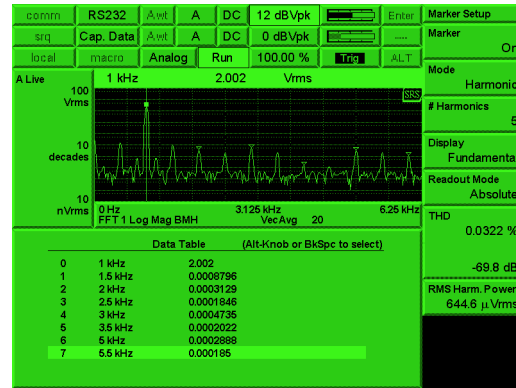 comm RS232 Awt A DC 12 dBVpk Enter Marker Setup
srq Cap. Data Awt A DC 0 dBVpk ---- Marker
On
local macro Analog Run 100.00 % Trig ALT
Mode
Harmonic
A Live 1 kHz 2.002 Vrms
100
Vrms
SRS
# Harmonics
5
10
decades
Display
Fundamental
Readout Mode
Absolute
10
nVrms
0 Hz 3.125 kHz 6.25 kHz
FFT 1 Log Mag BMH VecAvg 20
THD
0.0322 %
-69.8 dB
Data Table (Alt-Knob or BkSpc to select)
0 1 kHz 2.002
1 1.5 kHz 0.0008796
2 2 kHz 0.0003129
3 2.5 kHz 0.0001846
4 3 kHz 0.0004735
5 3.5 kHz 0.0002022
6 5 kHz 0.0002888
7 5.5 kHz 0.000185
RMS Harm. Power
644.6 µVrms